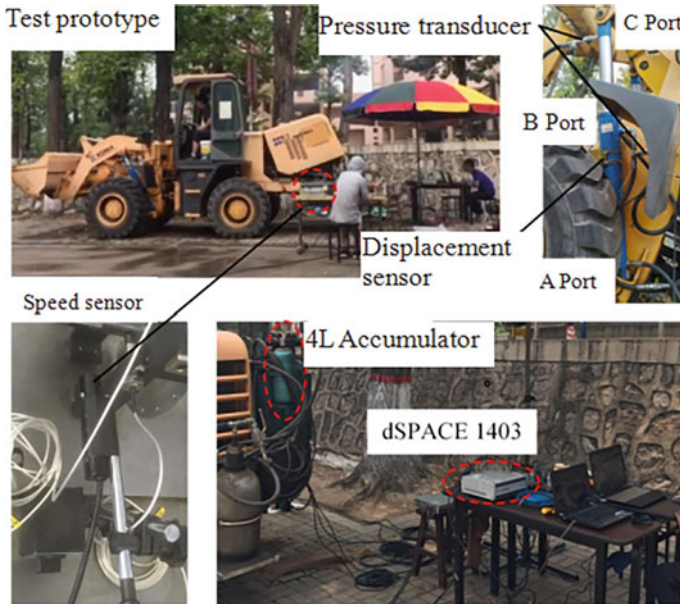 Test prototype
Pressure transducer
C Port
B Port
Displacement
sensor
A Port
Speed sensor
4L Accumulator
dSPACE 1403